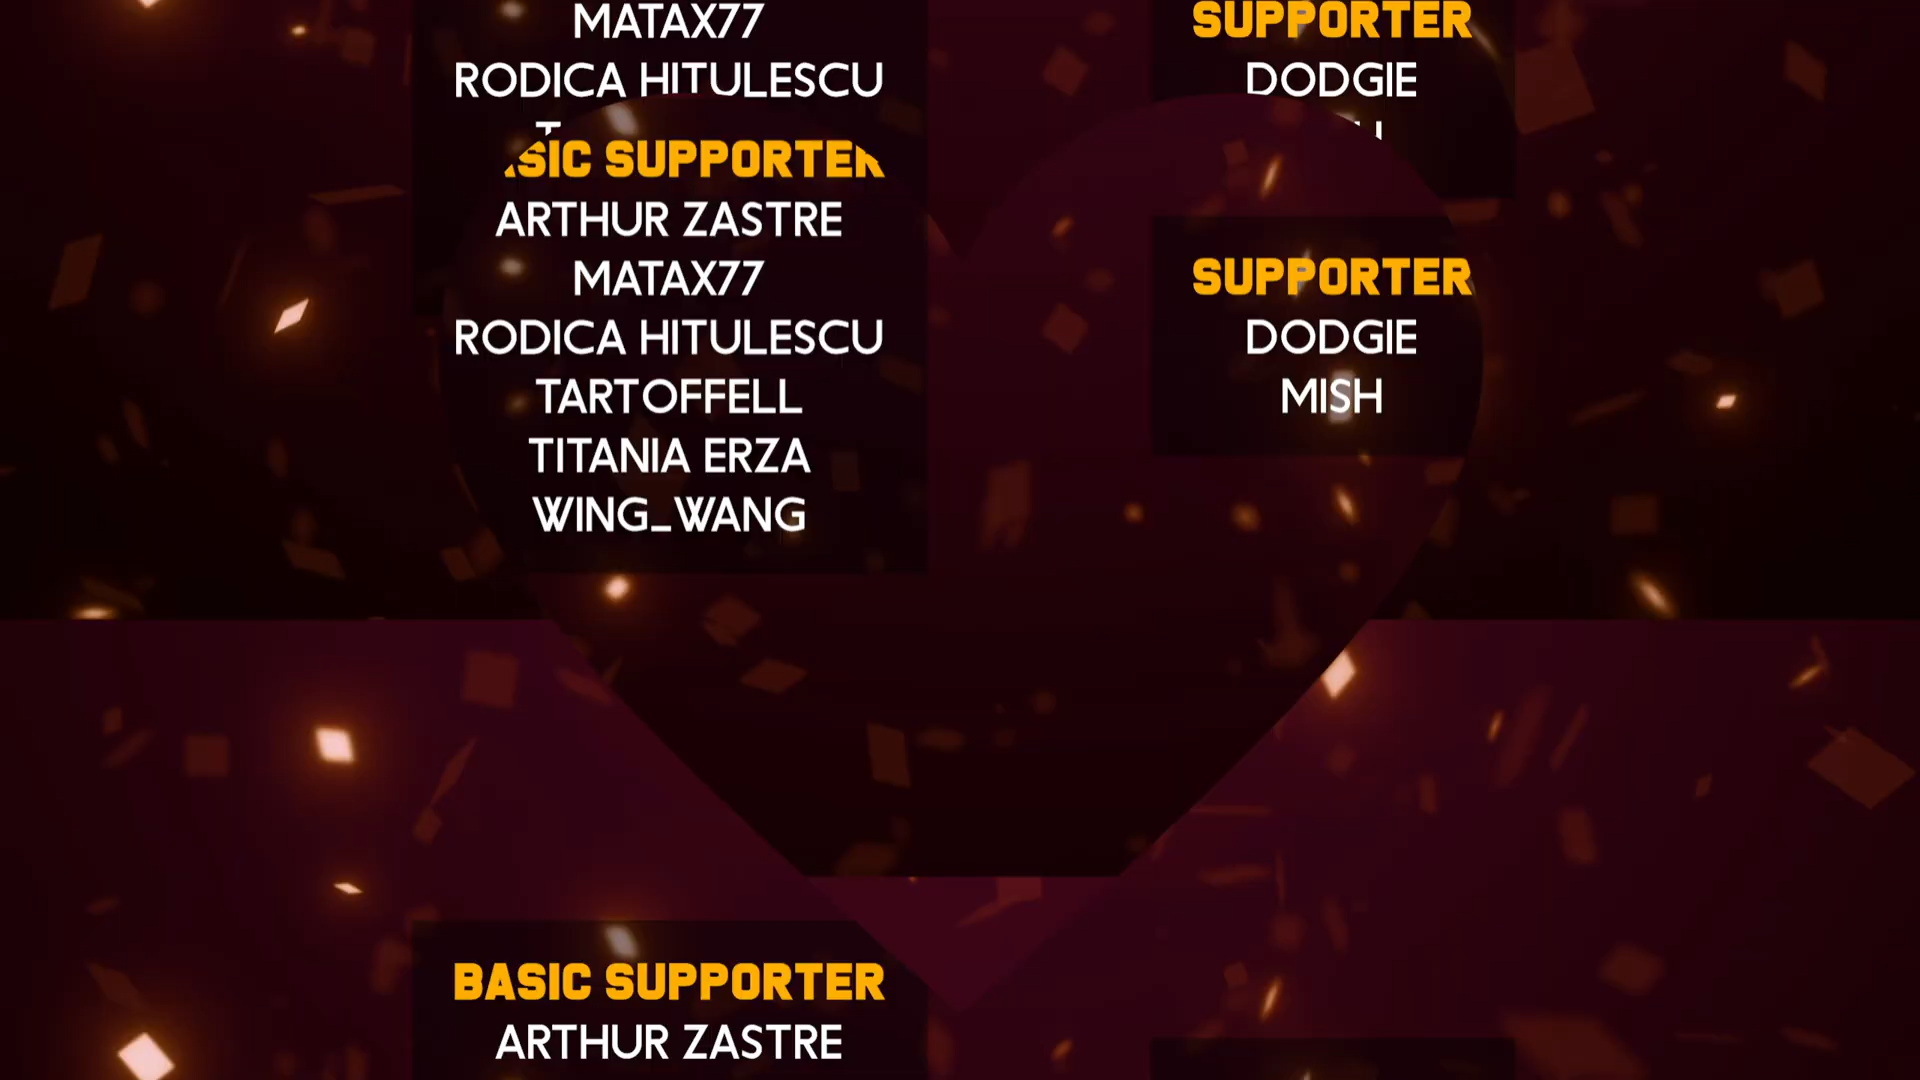 MATAX77
RODICA HITULESCU
SUPPORTER
DODGIE
SUPPORTER
ARTHUR ZASTRE
MATAX77
RODICA HITULESCU
TARTOFFELL
TITANIA ERZA
WING_WANG
SUPPORTER
DODGIE
MISH
BASIC SUPPORTER
ARTHUR ZASTRE